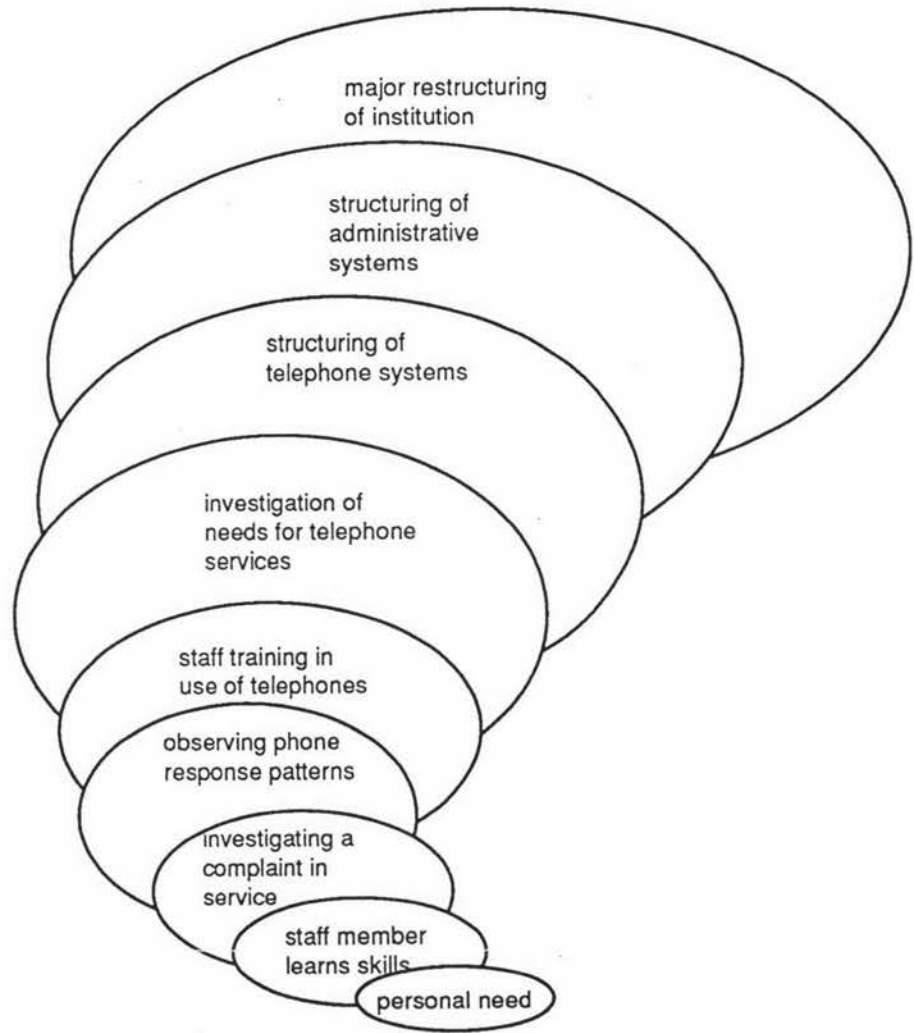 major restructuring
of institution
structuring of
administrative
systems
structuring of
telephone systems
investigation of
needs for telephone
services
staff training in
use of telephones
observing phone
response patterns
investigating a
complaint in
service
staff member
learns skills
personal need